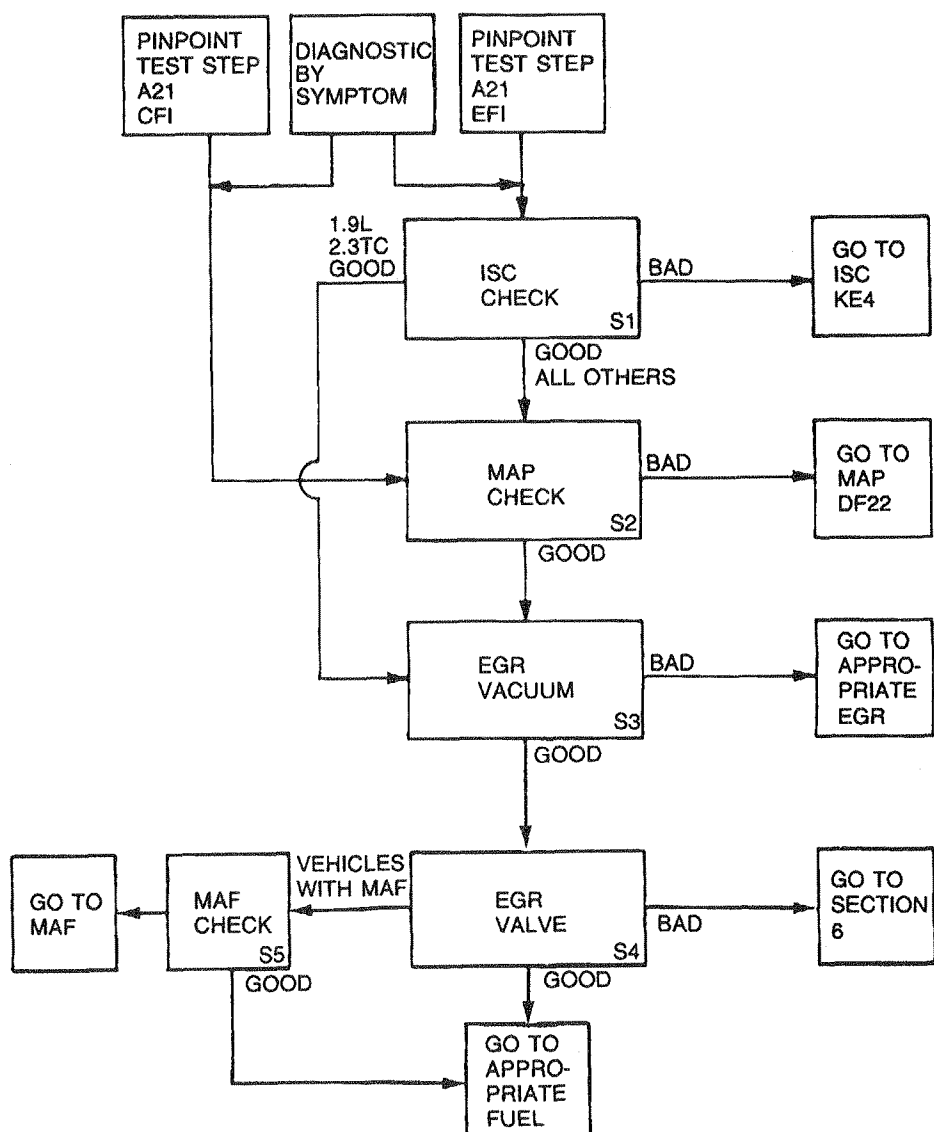 PINPOINT
TEST STEP
A21
CFI
DIAGNOSTIC
BY
SYMPTOM
PINPOINT
TEST STEP
A21
EFI
1.9L
2.3TC
GOOD
ISC
CHECK
S1
BAD
GO TO
ISC
KE4
GOOD
ALL OTHERS
MAP
CHECK
S2
BAD
GO TO
MAP
DF22
GOOD
EGR
VACUUM
S3
BAD
GO TO
APPRO-
PRIATE
EGR
GOOD
GO TO
MAF
MAF
CHECK
S5
GOOD
VEHICLES
WITH MAF
EGR
VALVE
S4
BAD
GO TO
SECTION
6
GOOD
GO TO
APPRO-
PRIATE
FUEL